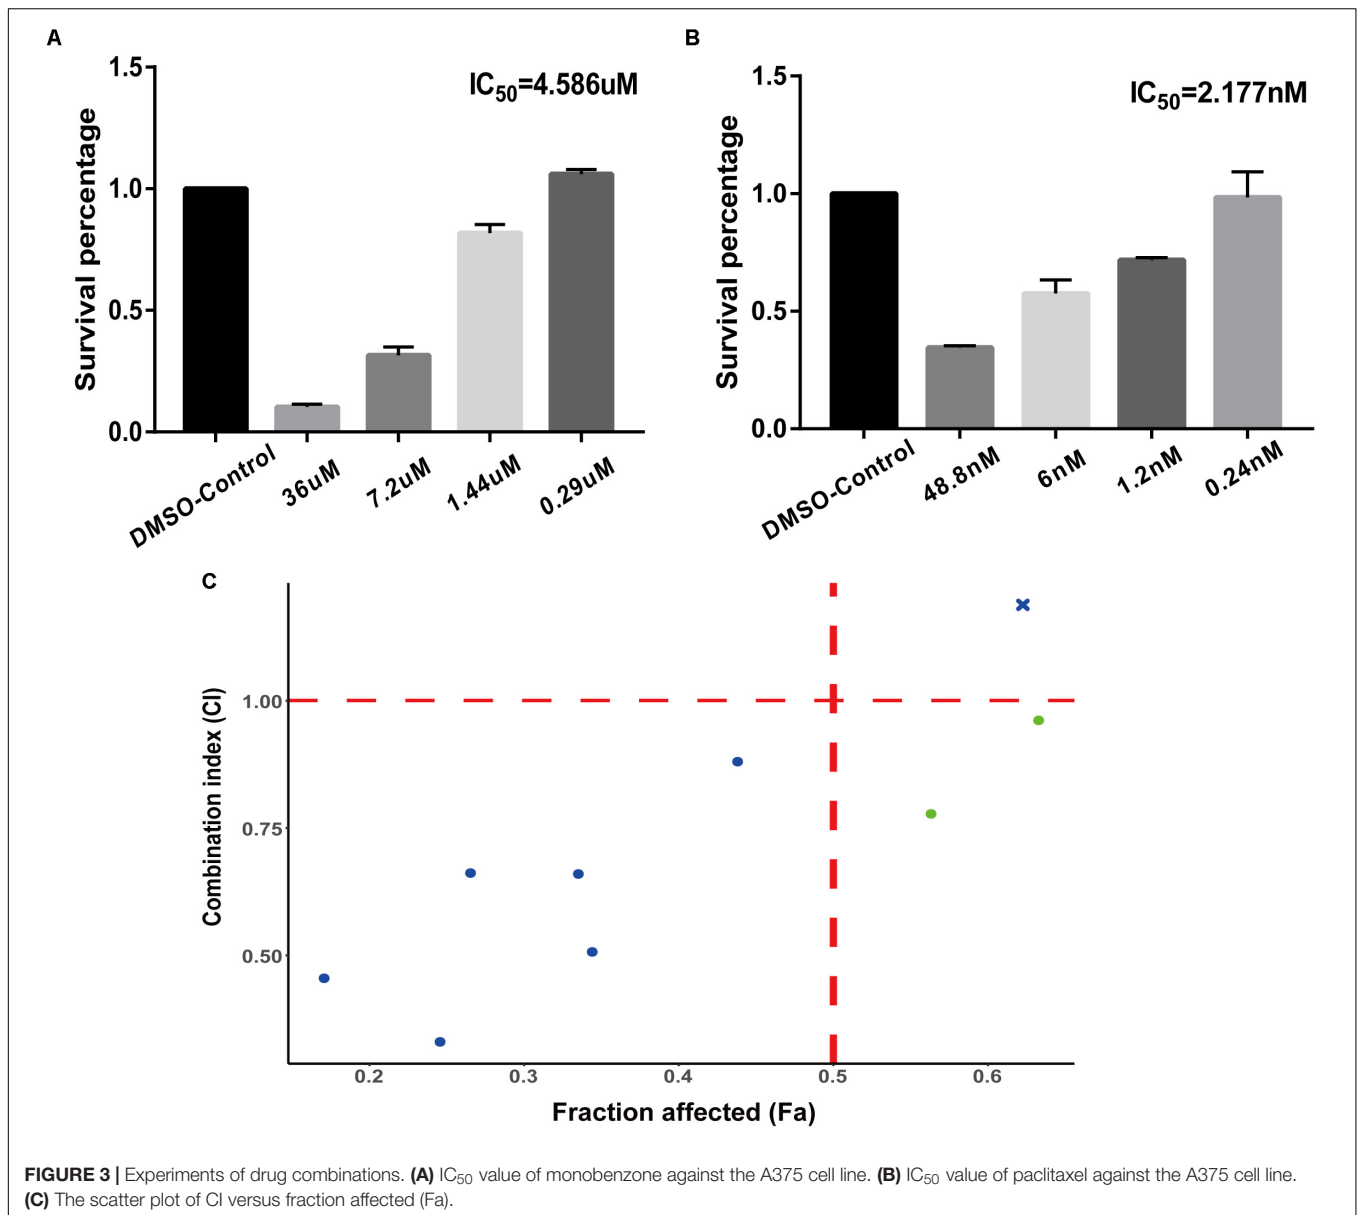 A
B
IC50=4.586uM
IC50=2.177nM
Survival percentage
1.5
1.0
0.5
0.0
DMSO-Control
36uM
7.2uM
1.44uM
0.29uM
Survival percentage
1.5
1.0
0.5
0.0
DMSO-Control
48.8nM
6nM
1.2nM
0.24nM
C
Combination index (CI)
1.00
0.75
0.50
0.2 0.3 0.4 0.5 0.6
Fraction affected (Fa)
FIGURE 3 | Experiments of drug combinations. (A) IC50 value of monobenzone against the A375 cell line. (B) IC50 value of paclitaxel against the A375 cell line.
(C) The scatter plot of CI versus fraction affected (Fa).